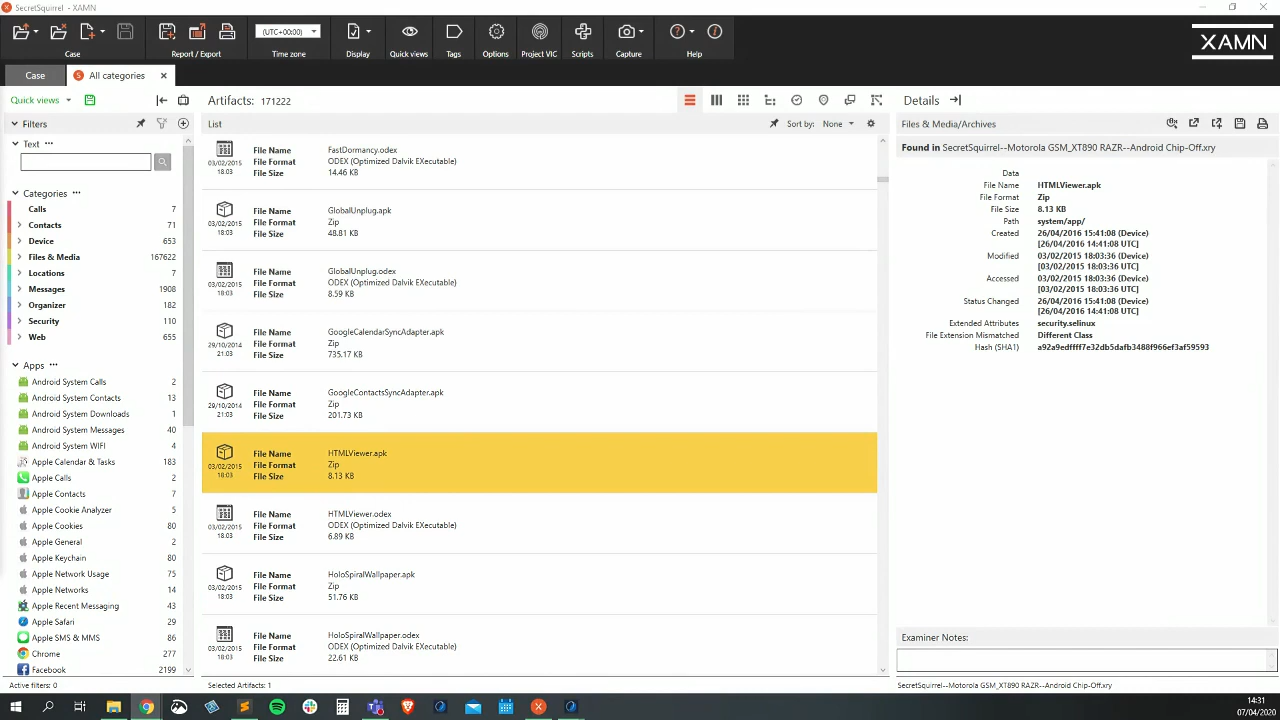 SecretSquirrel - XAMN
Case
Report / Export
(UTC+00:00)
Time zone
Display
Quick views
Tags
Options
Project VIC
Scripts
Capture
Help
XAMN
Case
All categories
Quick views
Artifacts: 171222
Details
Filters
List
Sort by: None
Files & Media/Archives
Found in SecretSquirrel--Motorola GSM_XT890 RAZR--Android Chip-Off.xry
Text
Categories
Calls 7
Contacts 71
Device 653
Files & Media 167622
Locations 7
Messages 1908
Organizer 182
Security 110
Web 655
Apps
Android System Calls 2
Android System Contacts 13
Android System Downloads 1
Android System Messages 40
Android System WIFI 4
Apple Calendar & Tasks 183
Apple Calls 2
Apple Contacts 7
Apple Cookie Analyzer 5
Apple Cookies 80
Apple General 2
Apple Keychain 80
Apple Network Usage 75
Apple Networks 14
Apple Recent Messaging 43
Apple Safari 29
Apple SMS & MMS 86
Chrome 277
Facebook 2199
Active filters: 0
03/02/2015
18:03
File Name FastDormancy.odex
File Format ODEX (Optimized Dalvik EXecutable)
File Size 14.46 KB
03/02/2015
18:03
File Name GlobalUnplug.apk
File Format Zip
File Size 48.81 KB
03/02/2015
18:03
File Name GlobalUnplug.odex
File Format ODEX (Optimized Dalvik EXecutable)
File Size 8.59 KB
29/10/2014
21:03
File Name GoogleCalendarSyncAdapter.apk
File Format Zip
File Size 735.17 KB
29/10/2014
21:03
File Name GoogleContactsSyncAdapter.apk
File Format Zip
File Size 201.73 KB
03/02/2015
18:03
File Name HTMLViewer.apk
File Format Zip
File Size 8.13 KB
03/02/2015
18:03
File Name HTMLViewer.odex
File Format ODEX (Optimized Dalvik EXecutable)
File Size 6.89 KB
03/02/2015
18:03
File Name HoloSpiralWallpaper.apk
File Format Zip
File Size 51.76 KB
03/02/2015
18:03
File Name HoloSpiralWallpaper.odex
File Format ODEX (Optimized Dalvik EXecutable)
File Size 22.61 KB
Selected Artifacts: 1
Data
File Name HTMLViewer.apk
File Format Zip
File Size 8.13 KB
Path system/app/
Created 26/04/2016 15:41:08 (Device)
[26/04/2016 14:41:08 UTC]
Modified 03/02/2015 18:03:36 (Device)
[03/02/2015 18:03:36 UTC]
Accessed 03/02/2015 18:03:36 (Device)
[03/02/2015 18:03:36 UTC]
Status Changed 26/04/2016 15:41:08 (Device)
[26/04/2016 14:41:08 UTC]
Extended Attributes security.selinux
File Extension Mismatched Different Class
Hash (SHA1) a92a9edffff7e32db5dafb3488f966ef3af59593
Examiner Notes:
SecretSquirrel--Motorola GSM_XT890 RAZR--Android Chip-Off.xry
14:31
07/04/2020